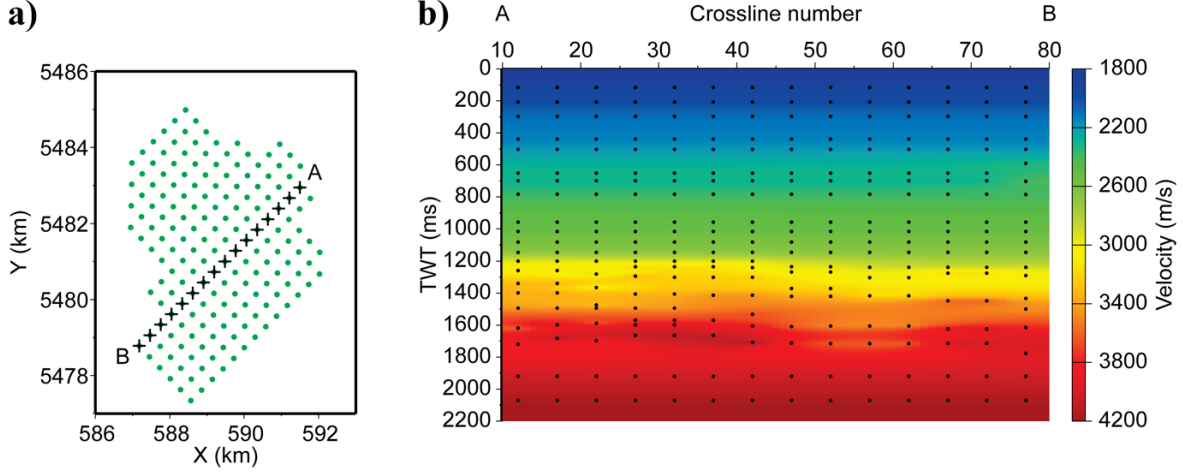 a)
5486
5484
5482
5480
5478
5476
586 588 590 592
X (km)
Y (km)
A
B
b)
A Crossline number B
10 20 30 40 50 60 70 80
0
200
400
600
800
1000
1200
1400
1600
1800
2000
2200
TWT (ms)
1800
2200
2600
3000
3400
3800
4200
Velocity (m/s)